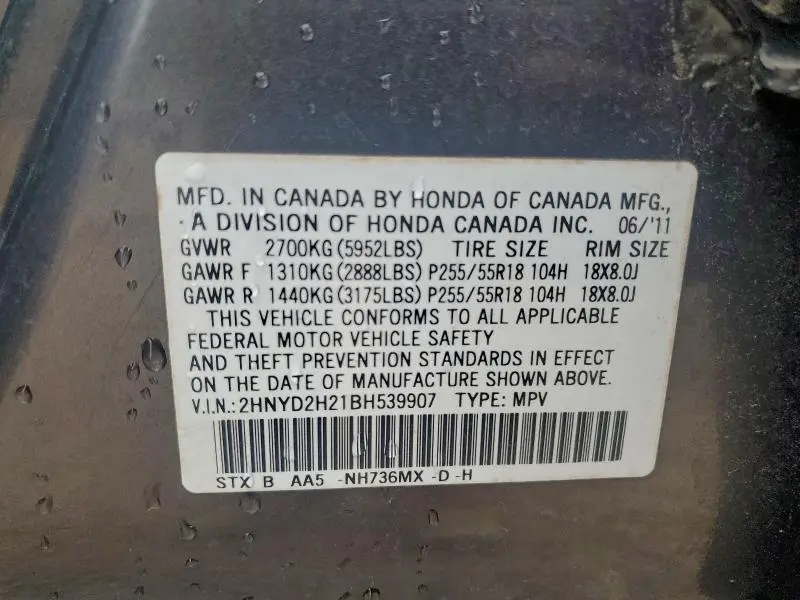 MFD. IN CANADA BY HONDA OF CANADA MFG.,
A DIVISION OF HONDA CANADA INC. 06/'11
GVWR 2700KG(5952LBS) TIRE SIZE RIM SIZE
GAWR F 1310KG(2888LBS) P255/55R18 104H 18X8.0J
GAWR R 1440KG(3175LBS) P255/55R18 104H 18X8.0J
THIS VEHICLE CONFORMS TO ALL APPLICABLE
FEDERAL MOTOR VEHICLE SAFETY
AND THEFT PREVENTION STANDARDS IN EFFECT
ON THE DATE OF MANUFACTURE SHOWN ABOVE.
V.I.N.:2HNYD2H21BH539907 TYPE: MPV
STX B AA5 -NH736MX -D -H